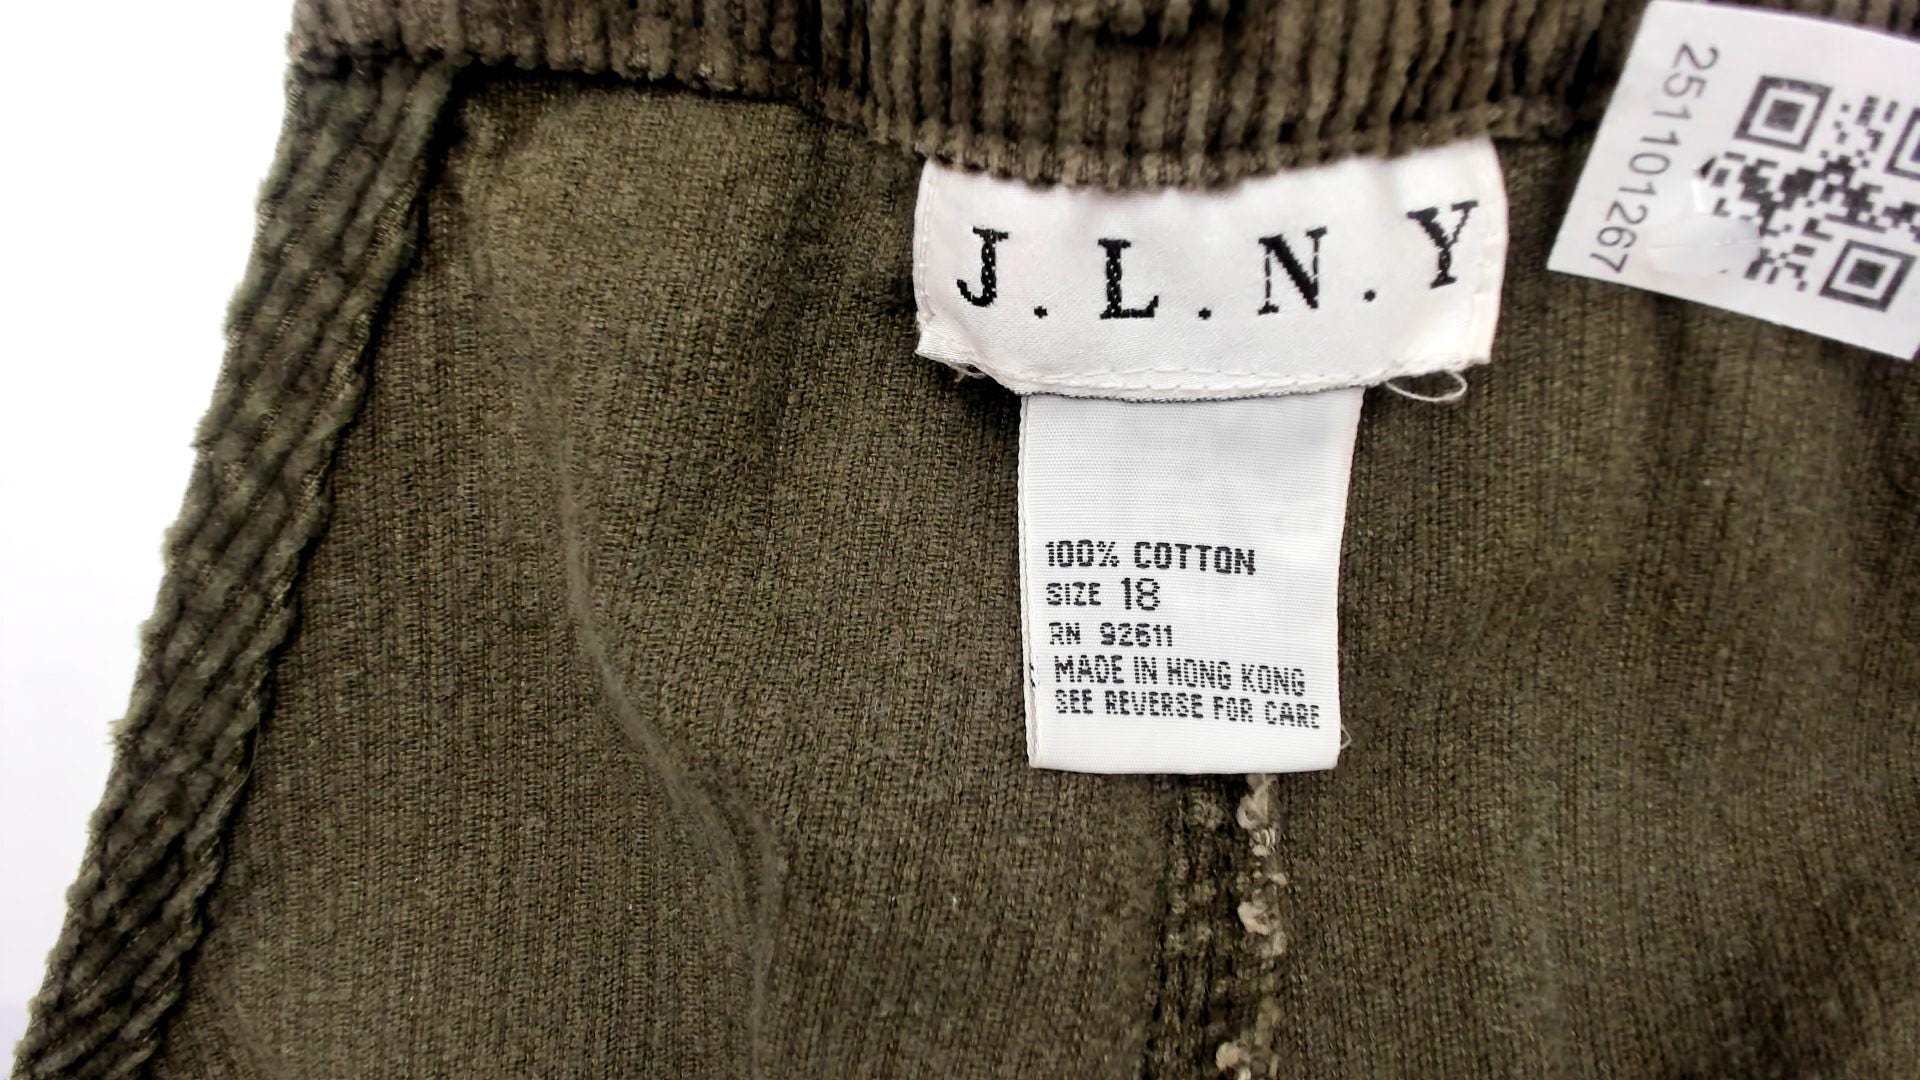 J.L.N.Y
100% COTTON
SIZE 18
RN 92611
MADE IN HONG KONG
SEE REVERSE FOR CARE
2511101267